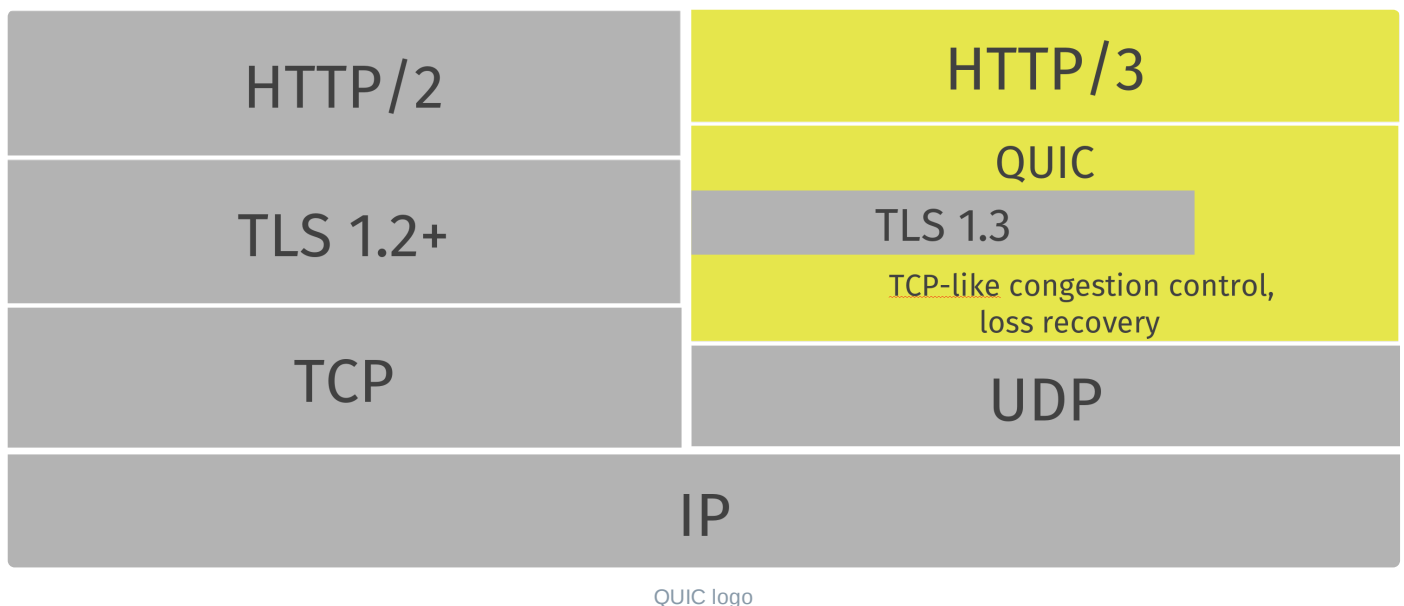 HTTP/2
TLS 1.2+
TCP
HTTP/3
QUIC
TLS 1.3
TCP-like congestion control,
loss recovery
UDP
IP
QUIC logo